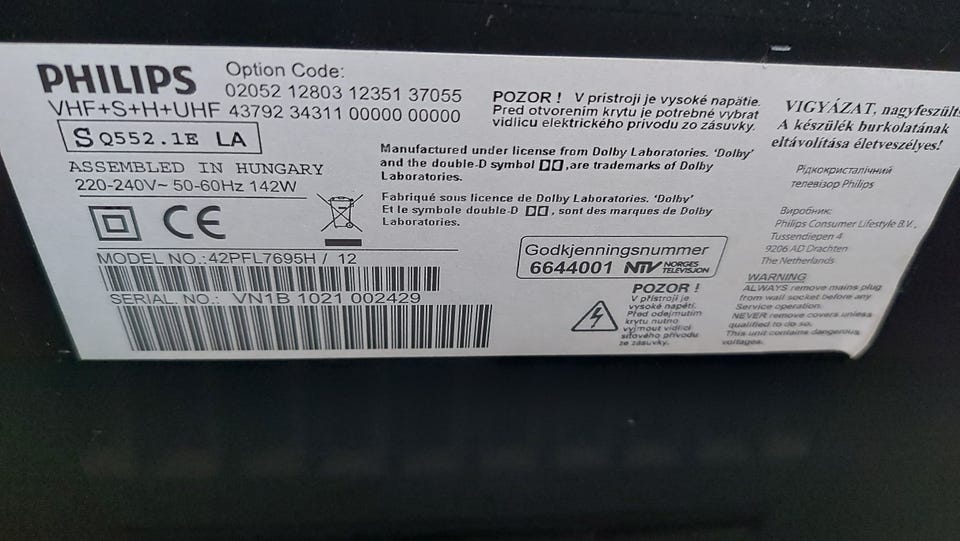 PHILIPS
VHF+S+H+UHF
Option Code:
02052 12803 12351 37055
43792 34311 00000 00000
S Q552.1E LA
ASSEMBLED IN HUNGARY
220-240V~ 50-60Hz 142W
CE
MODEL NO.:42PFL7695H / 12
SERIAL. NO.: VN1B 1021 002429
POZOR ! V prístroji je vysoké napätie.
Pred otvorením krytu je potrebné vybrat
vidlicu elektrického prívodu zo zásuvky.
Manufactured under license from Dolby Laboratories. 'Dolby'
and the double-D symbol ,are trademarks of Dolby
Laboratories.
Fabriqué sous licence de Dolby Laboratories. 'Dolby'
Et le symbole double-D , sont des marques de Dolby
Laboratories.
Godkjenningsnummer
6644001 NTV NORGES
TELEVISJON
POZOR !
V přístroji je
vysoké napětí.
Před odejmutím
krytu nutno
vyjmout vidlici
síťového přívodu
ze zásuvky.
VIGYÁZAT, nagyfeszülts
A készülék burkolatának
eltávolítása életveszélyes!
Рідкокристалічний
телевізор Philips
Виробник:
Philips Consumer Lifestyle B.V.,
Tussendiepen 4
9206 AD Drachten
The Netherlands
WARNING
ALWAYS remove mains plug
from wall socket before any
Service operation.
NEVER remove covers unless
qualified to do so.
This unit contains dangerous
voltages.